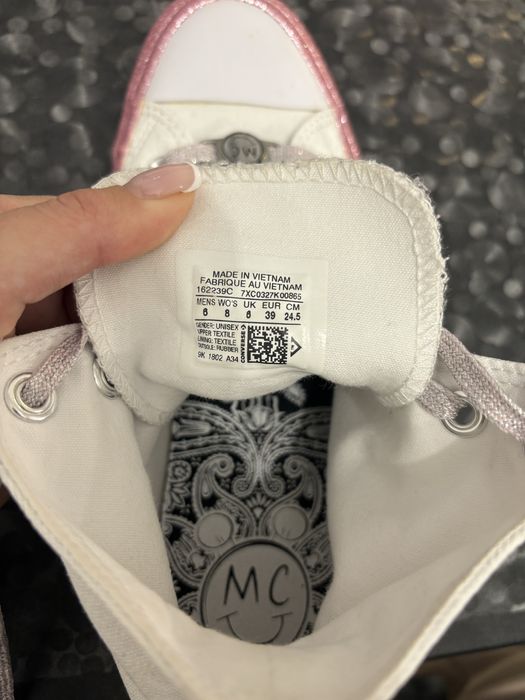 MADE IN VIETNAM
FABRIQUE AU VIETNAM
162239C 7XC0327K00865
MENS WO'S UK EUR CM
6 8 6 39 24.5
GENDER: UNISEX
UPPER: TEXTILE
LINING: TEXTILE
OUTSOLE: RUBBER
9K 1802 A34
CONVERSE
MC